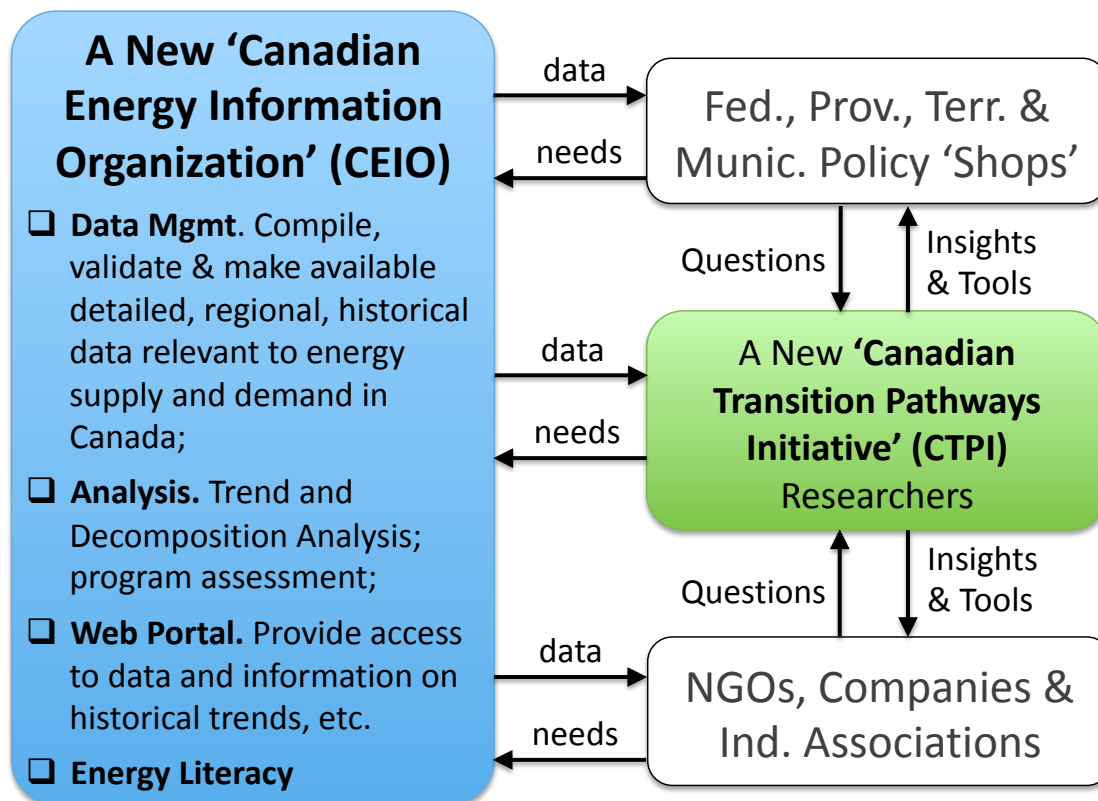 A New ‘Canadian
Energy Information
Organization’ (CEIO)
❑ Data Mgmt. Compile,
validate & make available
detailed, regional, historical
data relevant to energy
supply and demand in
Canada;
❑ Analysis. Trend and
Decomposition Analysis;
program assessment;
❑ Web Portal. Provide access
to data and information on
historical trends, etc.
❑ Energy Literacy
data
needs
Fed., Prov., Terr. &
Munic. Policy ‘Shops’
Questions
Insights
& Tools
data
needs
A New ‘Canadian
Transition Pathways
Initiative’ (CTPI)
Researchers
Questions
Insights
& Tools
data
needs
NGOs, Companies &
Ind. Associations